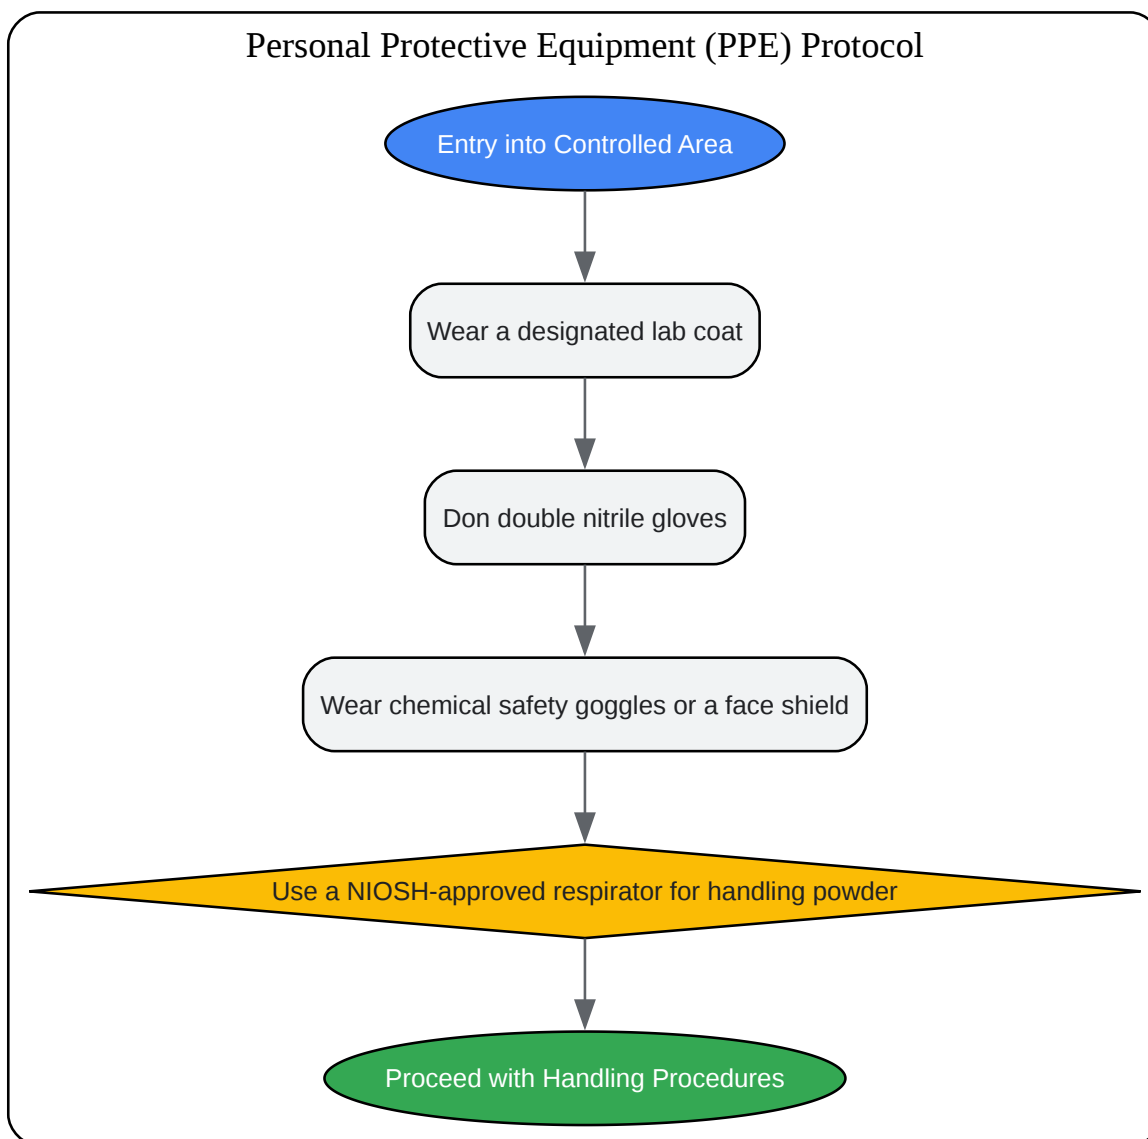 Personal Protective Equipment (PPE) Protocol
Entry into Controlled Area
Wear a designated lab coat
Don double nitrile gloves
Wear chemical safety goggles or a face shield
Use a NIOSH-approved respirator for handling powder
Proceed with Handling Procedures